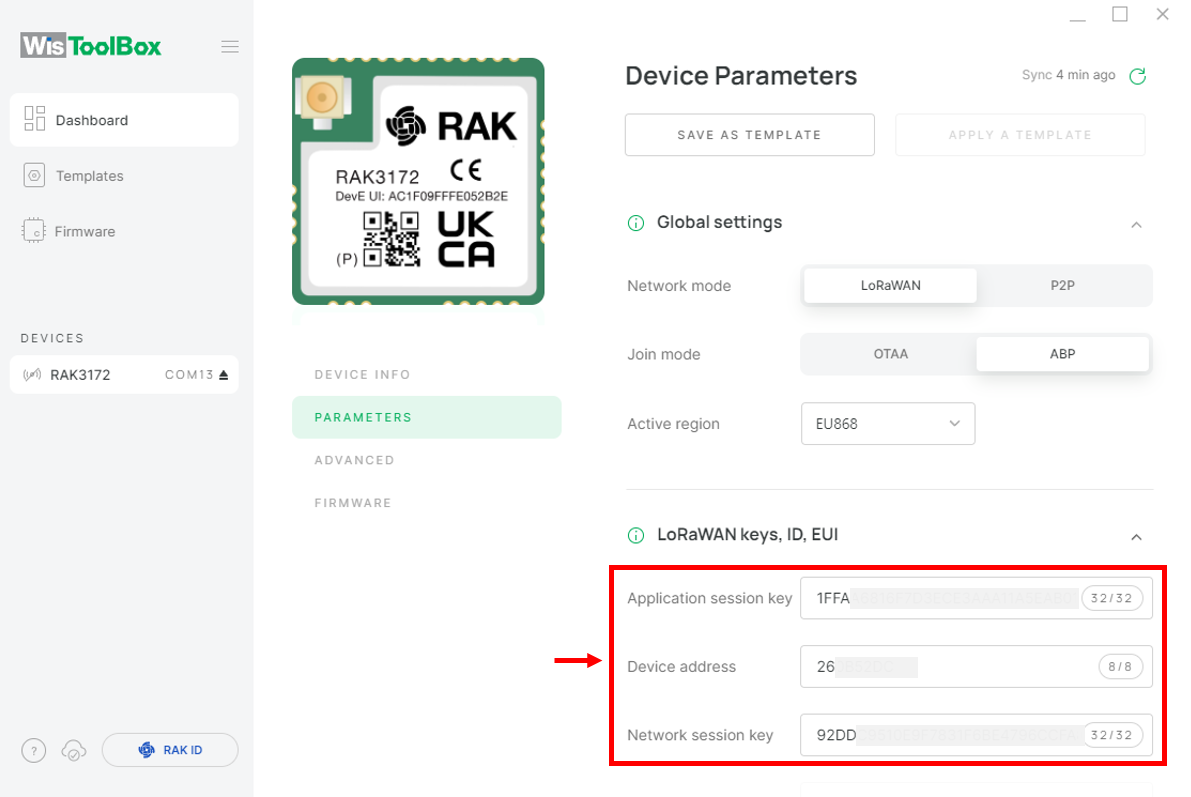 WisToolBox
Dashboard
Templates
Firmware
DEVICES
RAK3172 COM13
? RAK ID
RAK
RAK3172
DevE UI: AC1F09FFFE052B2E
(P)
CE
UK
CA
DEVICE INFO
PARAMETERS
ADVANCED
FIRMWARE
Device Parameters
Sync 4 min ago
SAVE AS TEMPLATE
APPLY A TEMPLATE
Global settings
Network mode LoRaWAN P2P
Join mode OTAA ABP
Active region EU868
LoRaWAN keys, ID, EUI
Application session key 1FFA 32/32
Device address 26 8/8
Network session key 92DD 32/32